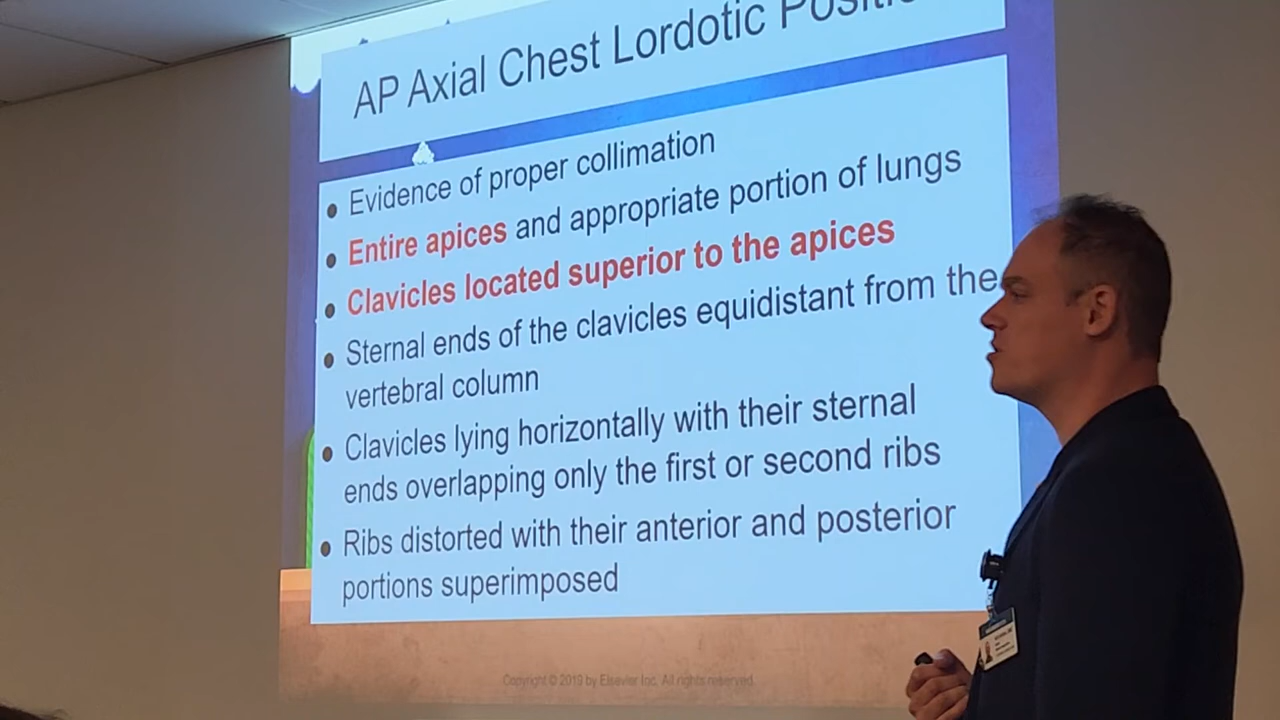 AP Axial Chest Lordotic
Evidence of proper collimation
Entire apices and appropriate portion of lungs
Clavicles located superior to the apices
Sternal ends of the clavicles equidistant from the
vertebral column
Clavicles lying horizontally with their sternal
ends overlapping only the first or second ribs
Ribs distorted with their anterior and posterior
portions superimposed
Copyright © 2019 by Elsevier Inc. All rights reserved.